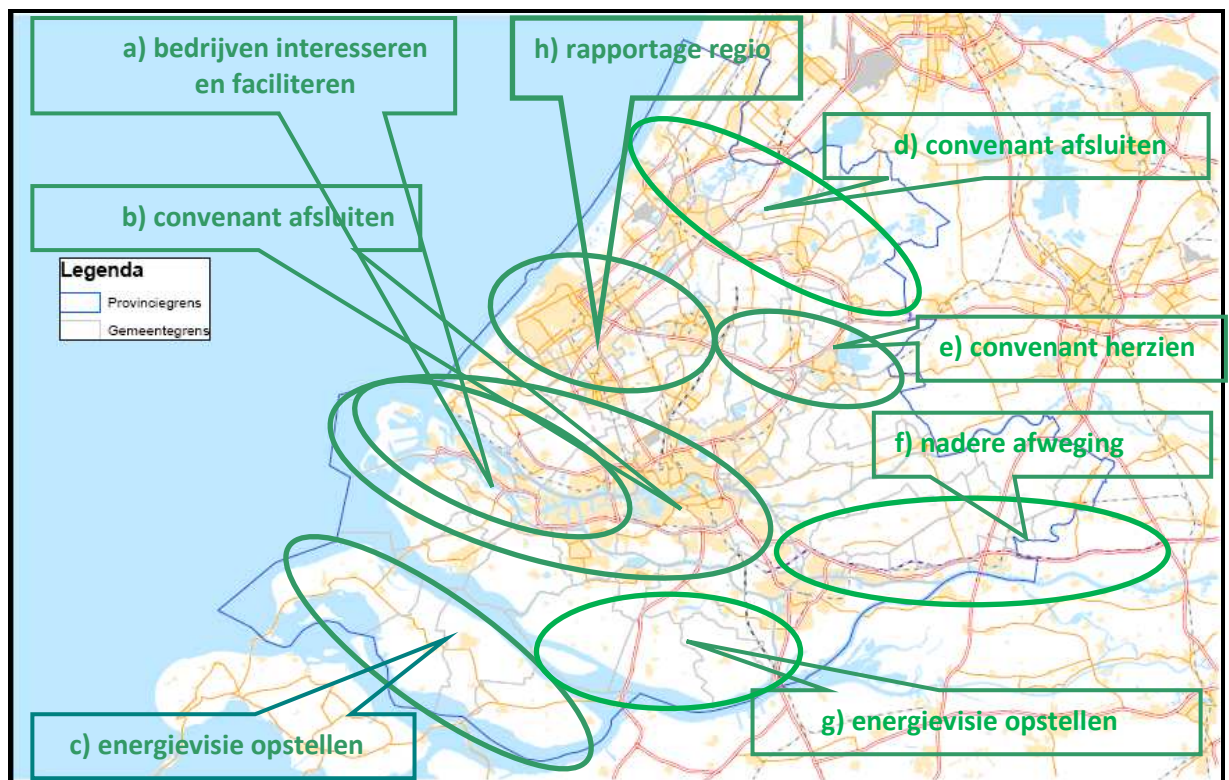 a) bedrijven interesseren
en faciliteren
h) rapportage regio
d) convenant afsluiten
b) convenant afsluiten
Legenda
Provinciegrens
Gemeentegrens
e) convenant herzien
f) nadere afweging
g) energievisie opstellen
c) energievisie opstellen